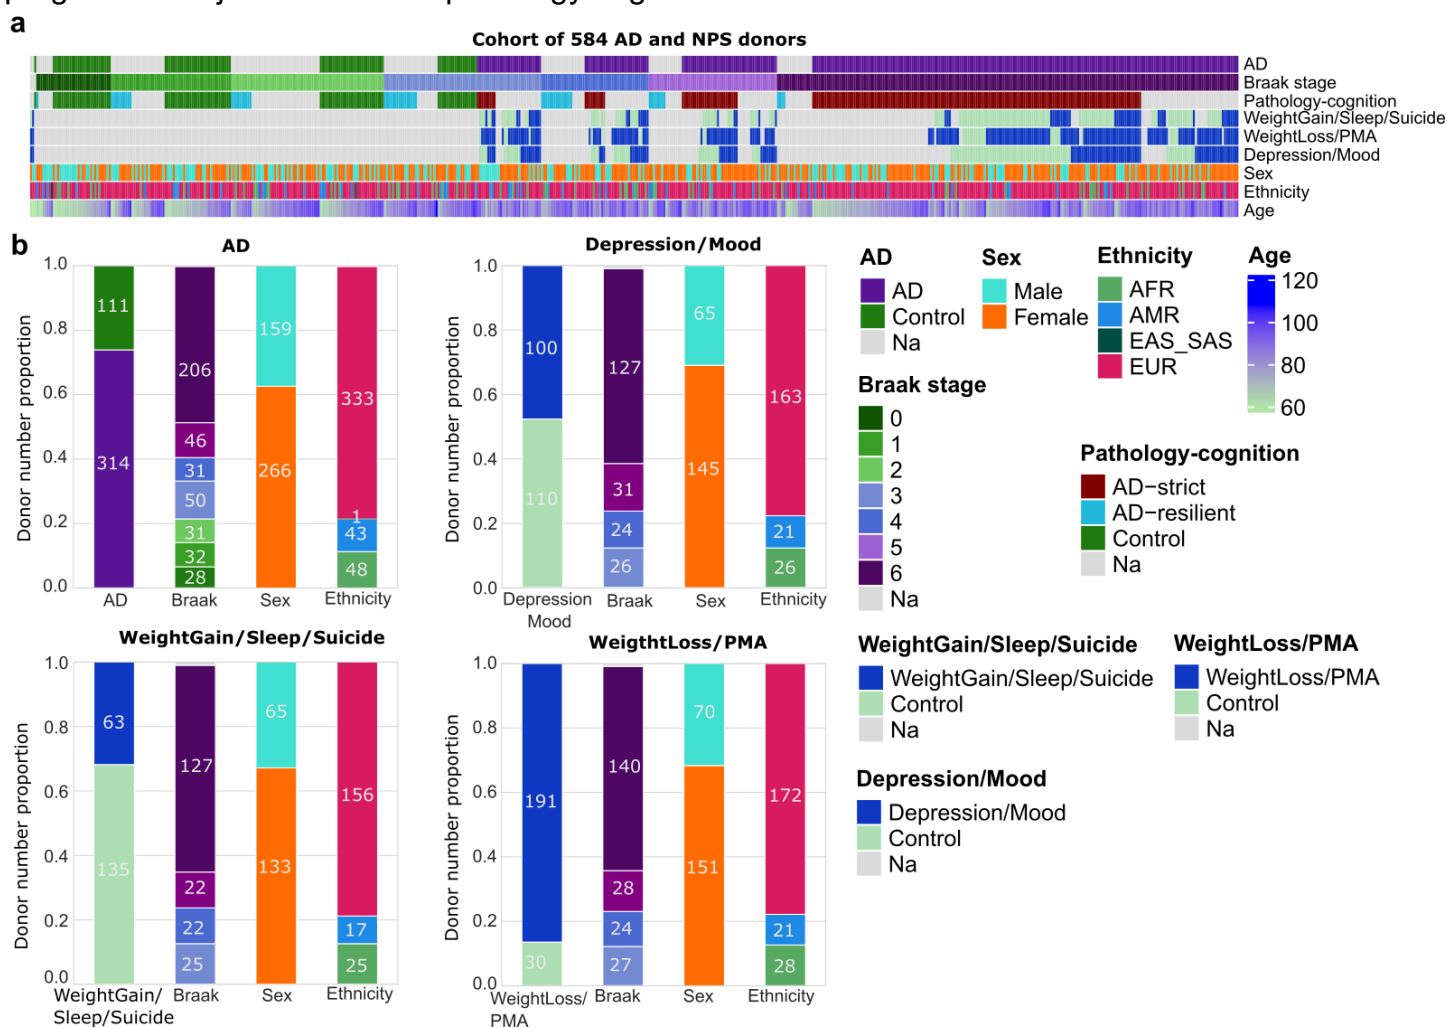 a
Cohort of 584 AD and NPS donors
AD
Braak stage
Pathology-cognition
WeightGain/Sleep/Suicide
WeightLoss/PMA
Depression/Mood
Sex
Ethnicity
Age
b
AD
Donor number proportion
1.0
0.8
0.6
0.4
0.2
0.0
111
314
206
46
31
50
31
32
28
159
266
333
1
43
48
AD
Braak
Sex
Ethnicity
Depression/Mood
Donor number proportion
1.0
0.8
0.6
0.4
0.2
0.0
100
110
127
31
24
26
65
145
163
21
26
Depression
Mood
Braak
Sex
Ethnicity
AD
AD
Control
Na
Sex
Male
Female
Ethnicity
AFR
AMR
EAS_SAS
EUR
Age
120
100
80
60
Braak stage
0
1
2
3
4
5
6
Na
Pathology-cognition
AD−strict
AD−resilient
Control
Na
WeightGain/Sleep/Suicide
Donor number proportion
1.0
0.8
0.6
0.4
0.2
0.0
63
135
127
22
22
25
65
133
156
17
25
WeightGain/
Sleep/Suicide
Braak
Sex
Ethnicity
WeigthtLoss/PMA
Donor number proportion
1.0
0.8
0.6
0.4
0.2
0.0
191
30
140
28
24
27
70
151
172
21
28
WeightLoss/
PMA
Braak
Sex
Ethnicity
WeightGain/Sleep/Suicide
WeightGain/Sleep/Suicide
Control
Na
WeightLoss/PMA
WeightLoss/PMA
Control
Na
Depression/Mood
Depression/Mood
Control
Na